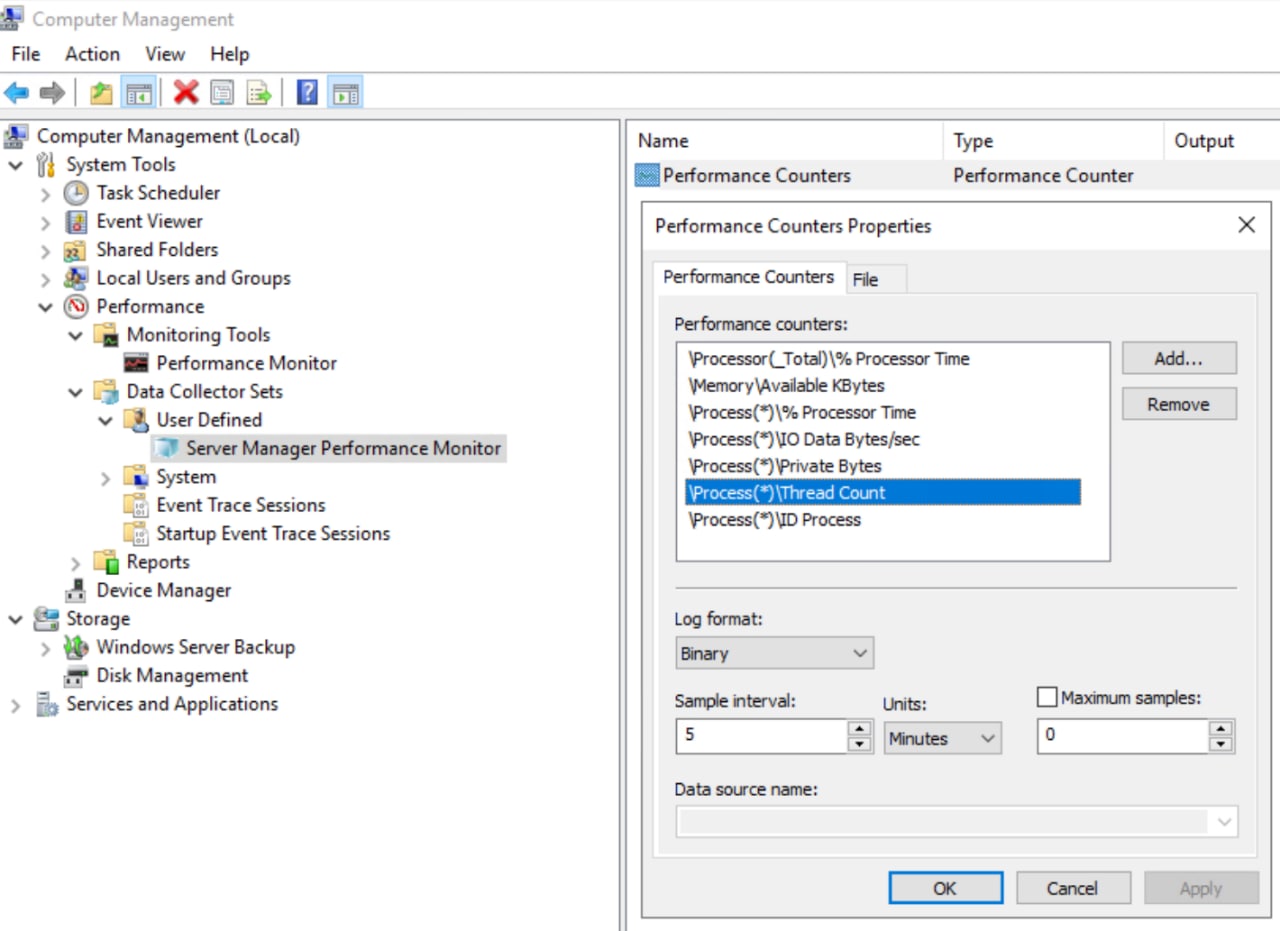 Computer Management
File Action View Help
Computer Management (Local)
System Tools
Task Scheduler
Event Viewer
Shared Folders
Local Users and Groups
Performance
Monitoring Tools
Performance Monitor
Data Collector Sets
User Defined
Server Manager Performance Monitor
System
Event Trace Sessions
Startup Event Trace Sessions
Reports
Device Manager
Storage
Windows Server Backup
Disk Management
Services and Applications
Name Type Output
Performance Counters Performance Counter
Performance Counters Properties
Performance Counters File
Performance counters:
\Processor(_Total)\% Processor Time
\Memory\Available KBytes
\Process(*)\% Processor Time
\Process(*)\IO Data Bytes/sec
\Process(*)\Private Bytes
\Process(*)\Thread Count
\Process(*)\ID Process
Add...
Remove
Log format:
Binary
Sample interval: Units: Maximum samples:
5 Minutes 0
Data source name:
OK Cancel Apply